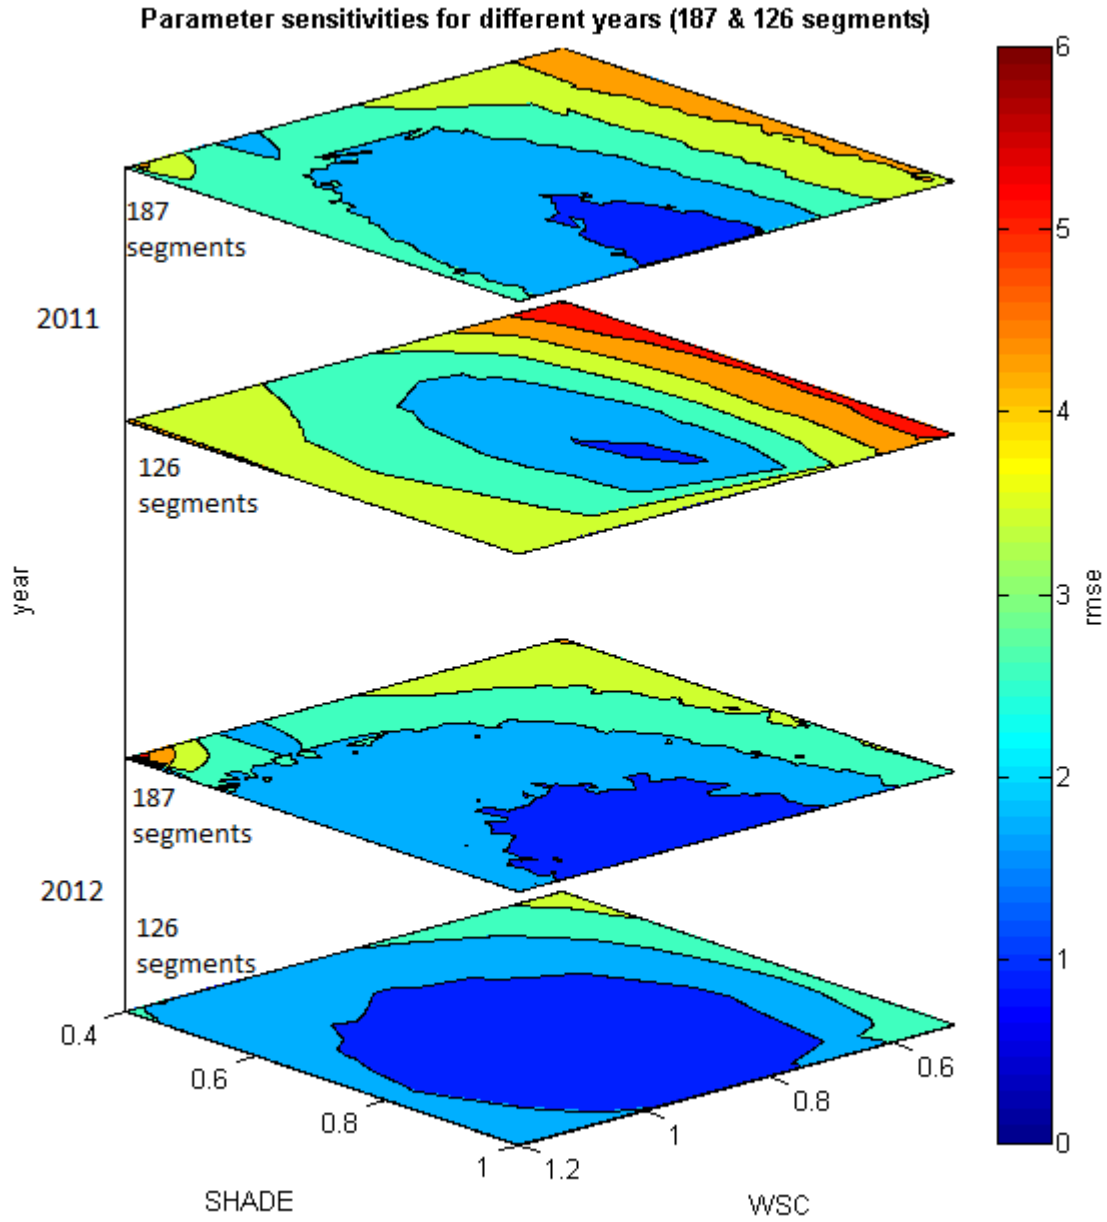 Parameter sensitivities for different years (187 & 126 segments)
6
5
4
3
2
1
0
rmse
187
segments
2011
126
segments
year
187
segments
2012
126
segments
0.4
0.6
0.8
1
1.2
1
0.8
0.6
SHADE
WSC